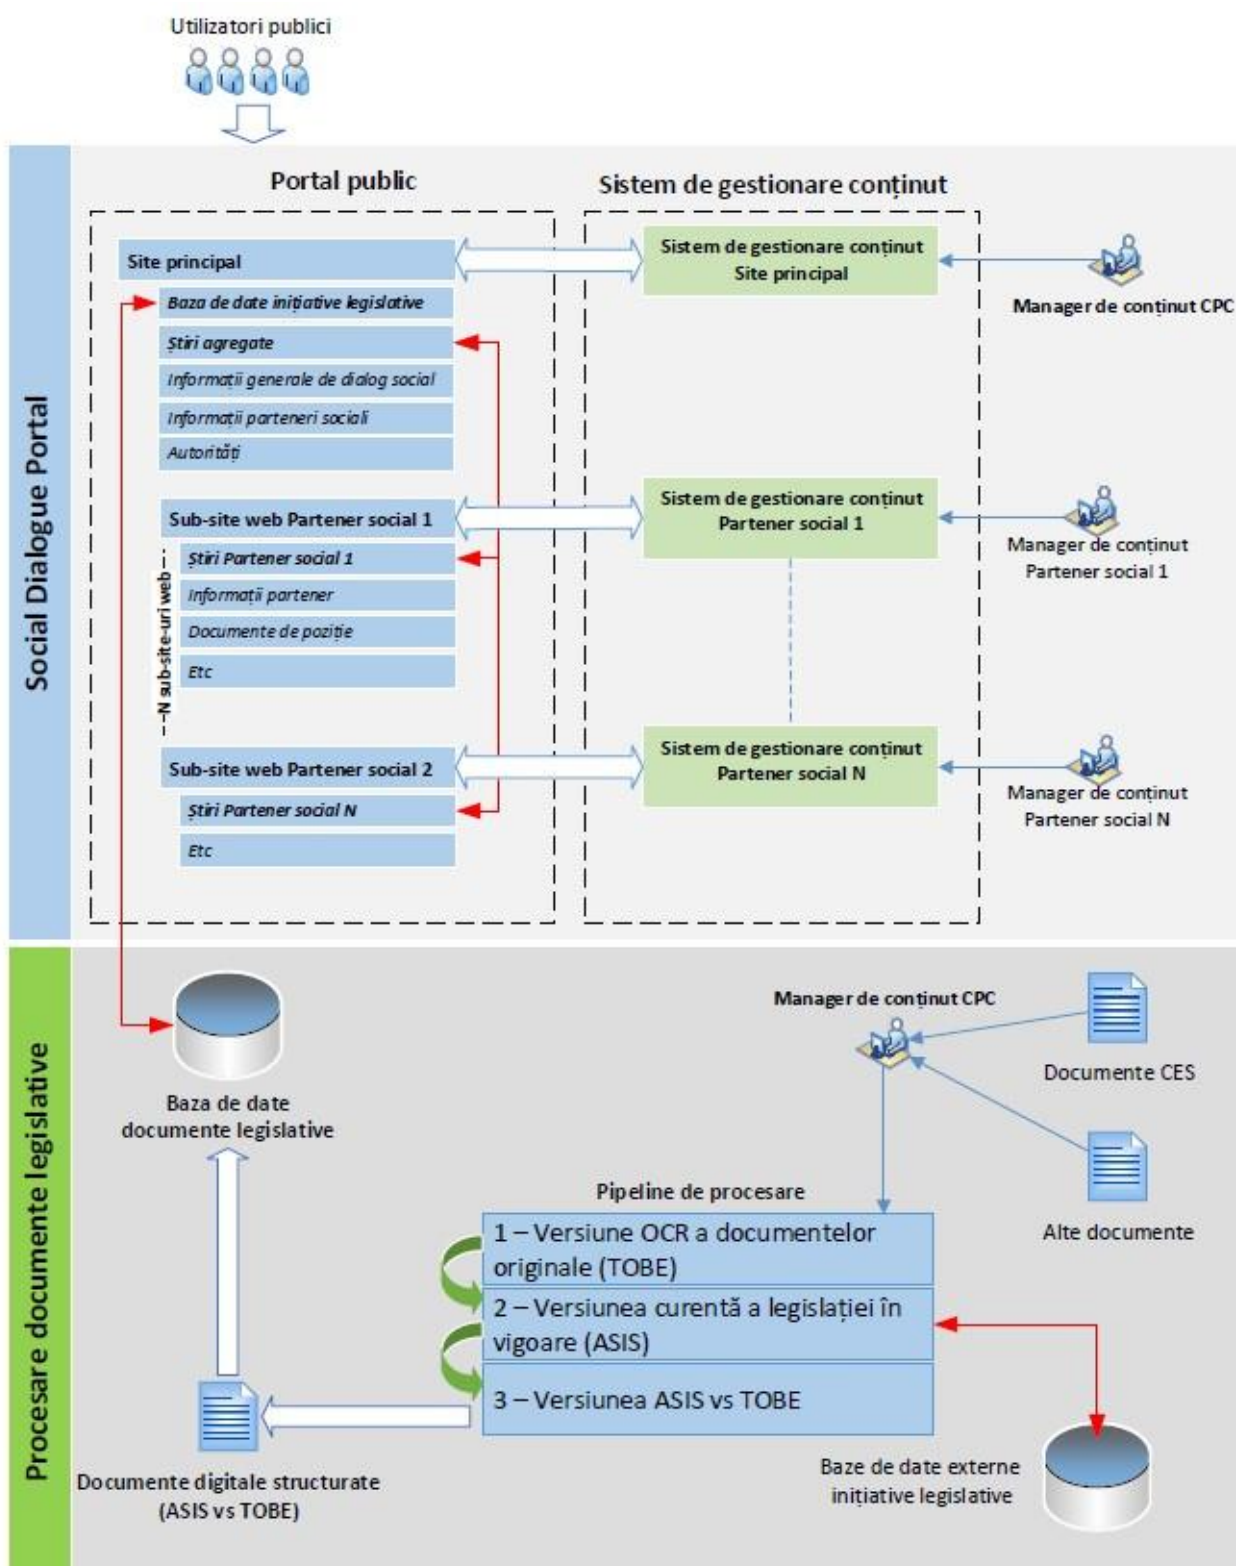 Utilizatori publici
Social Dialogue Portal
Portal public
Sistem de gestionare conținut
Site principal
Baza de date inițiative legislative
Știri agregate
Informații generale de dialog social
Informații parteneri sociali
Autorități
Sistem de gestionare conținut
Site principal
Manager de conținut CPC
Sub-site web Partener social 1
Știri Partener social 1
Informații partener
Documente de poziție
Etc
N sub-site-uri web
Sistem de gestionare conținut
Partener social 1
Manager de conținut
Partener social 1
Sub-site web Partener social 2
Știri Partener social N
Etc
Sistem de gestionare conținut
Partener social N
Manager de conținut
Partener social N
Procesare documente legislative
Baza de date
documente legislative
Manager de conținut CPC
Documente CES
Alte documente
Pipeline de procesare
1 – Versiune OCR a documentelor
originale (TOBE)
2 – Versiunea curentă a legislației în
vigoare (ASIS)
3 – Versiunea ASIS vs TOBE
Documente digitale structurate
(ASIS vs TOBE)
Baze de date externe
inițiative legislative